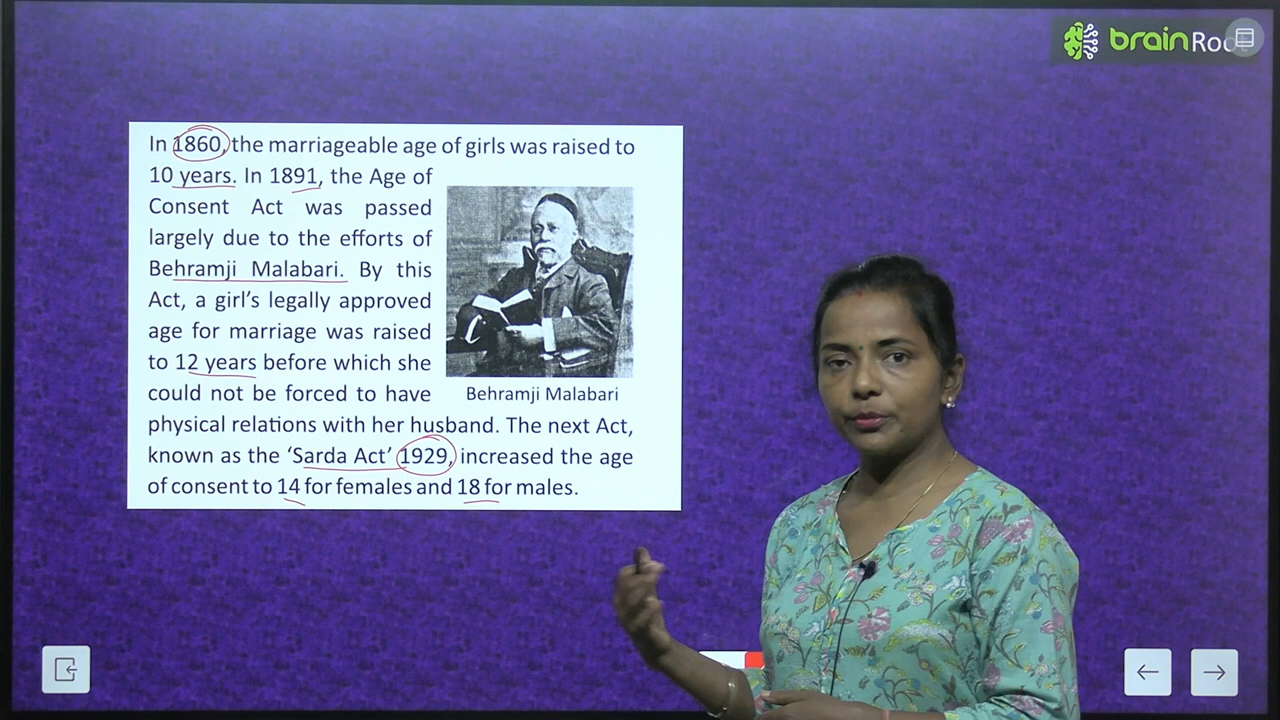 brainRoo
In 1860, the marriageable age of girls was raised to
10 years. In 1891, the Age of
Consent Act was passed
largely due to the efforts of
Behramji Malabari. By this
Act, a girl's legally approved
age for marriage was raised
to 12 years before which she
could not be forced to have
physical relations with her husband. The next Act,
known as the 'Sarda Act' 1929, increased the age
of consent to 14 for females and 18 for males.
Behramji Malabari